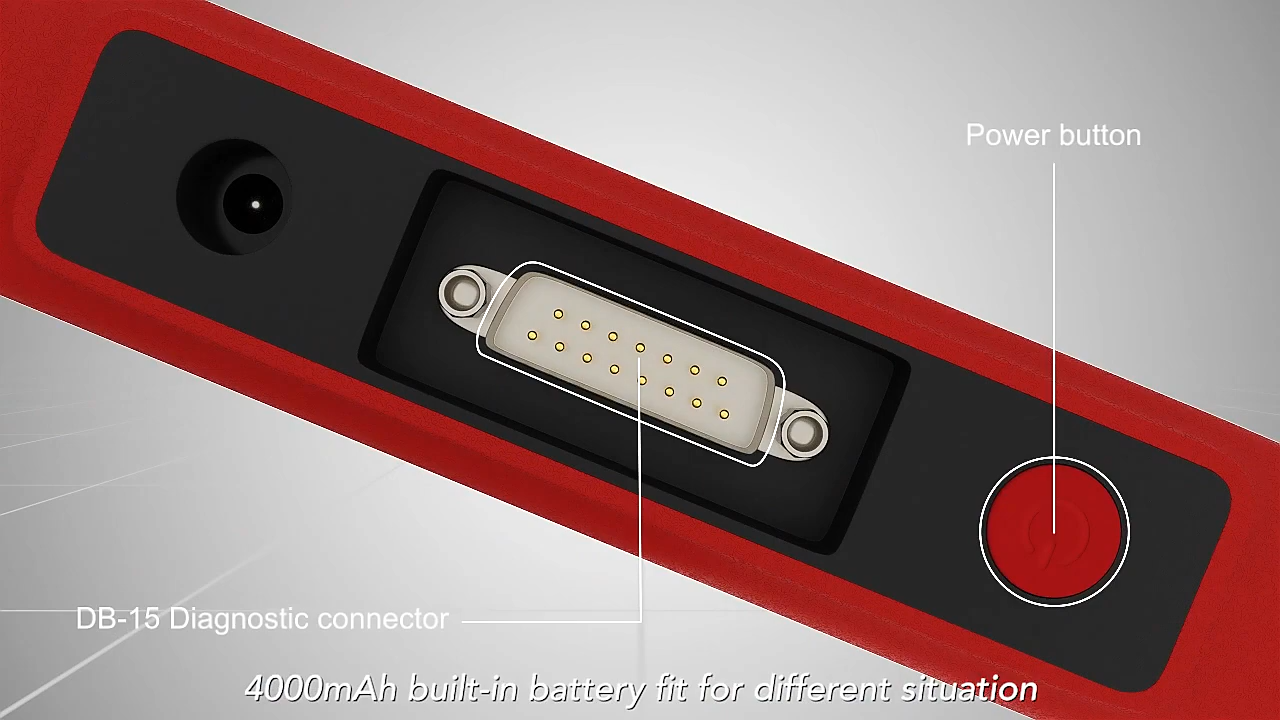 Power button
DB-15 Diagnostic connector
4000mAh built-in battery fit for different situation